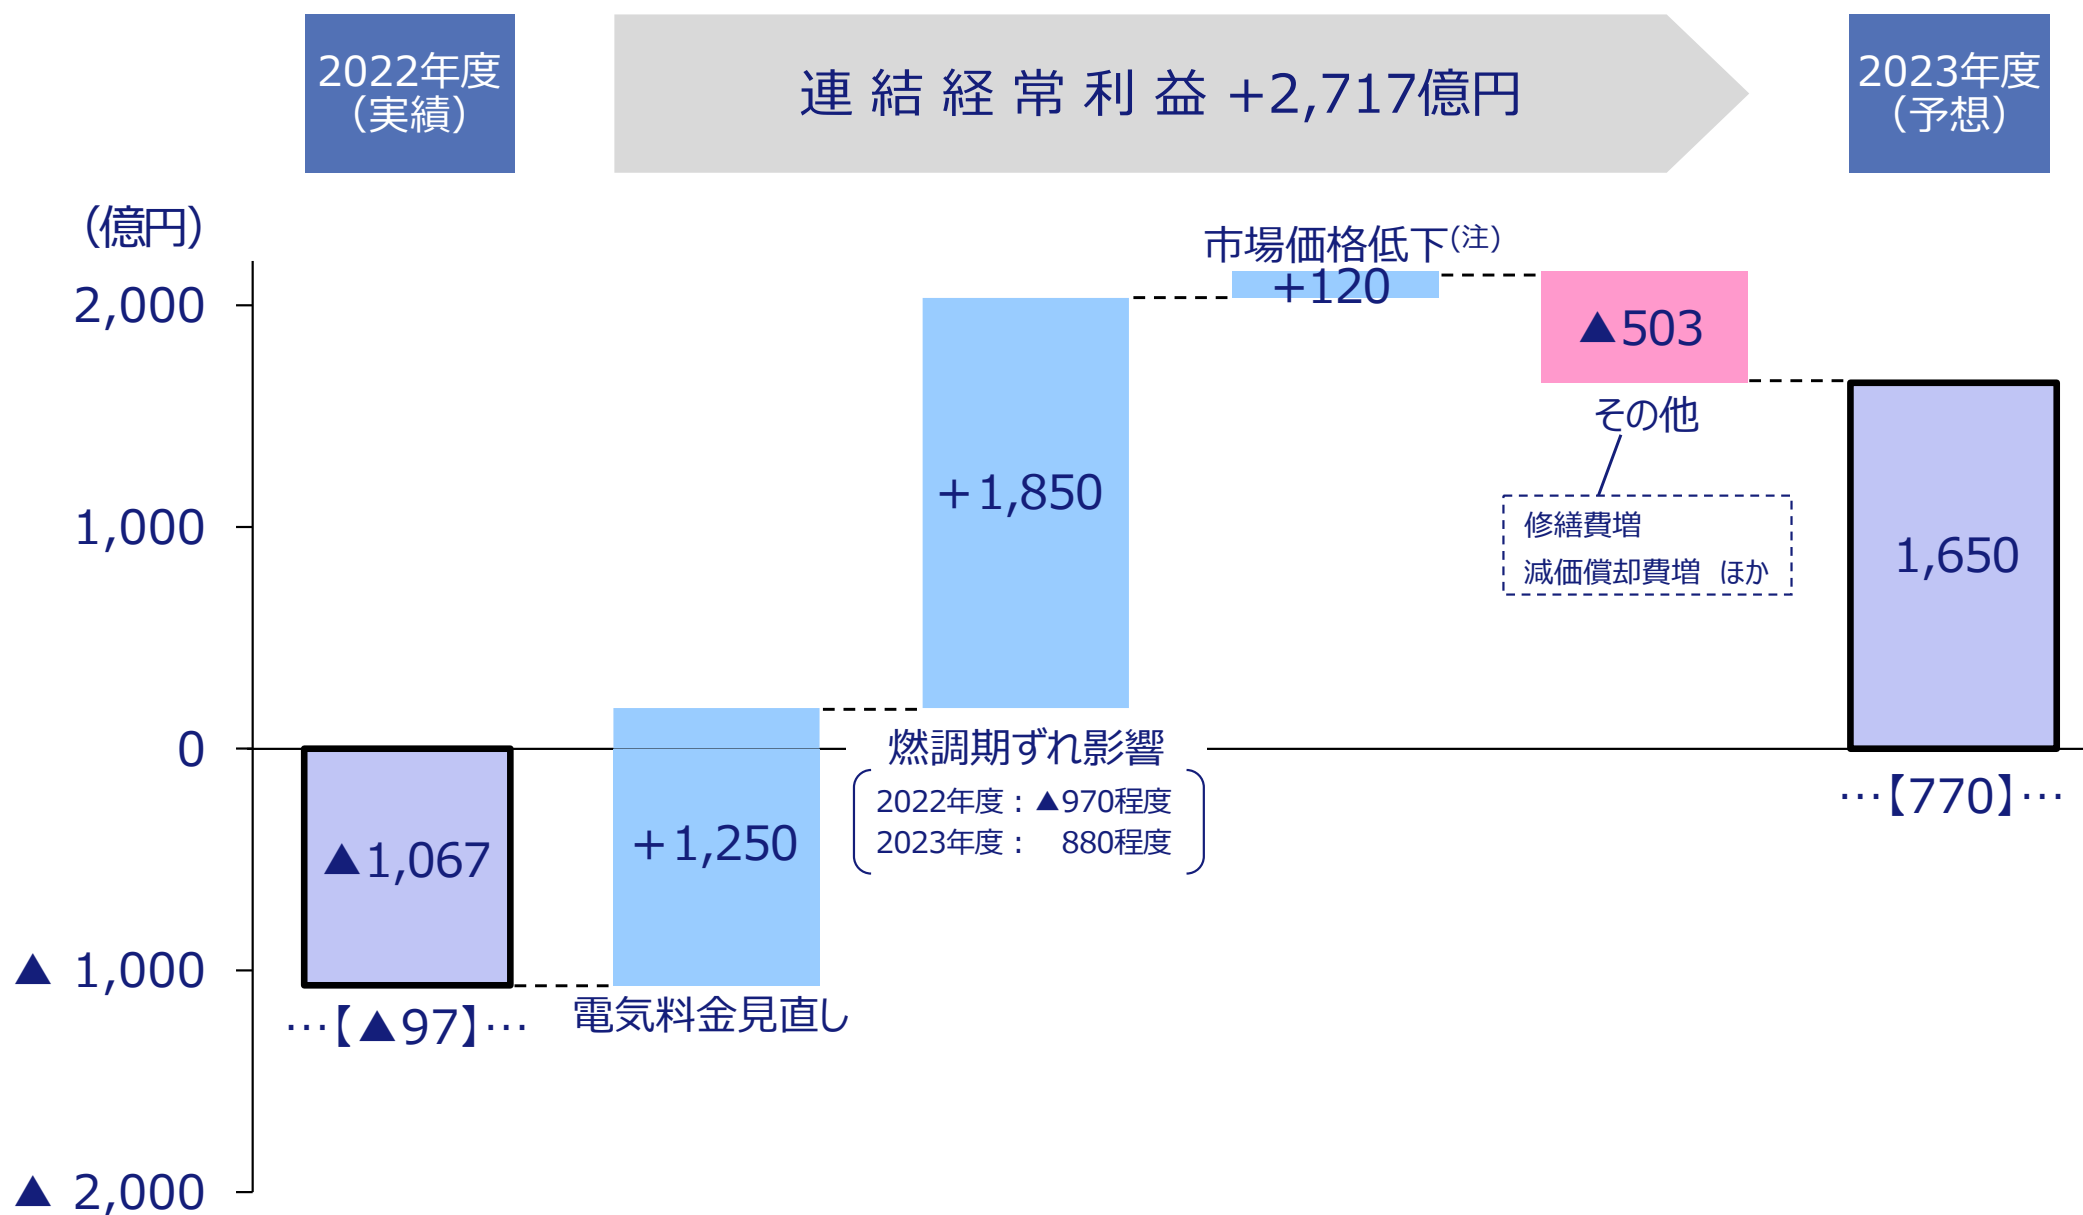 2022年度
（実績）
連結経常利益 +2,717億円
2023年度
（予想）
（億円）
2,000
1,000
0
▲ 1,000
▲ 2,000
▲1,067
…【▲97】…
+1,250
電気料金見直し
+1,850
燃調期ずれ影響
2022年度：▲970程度
2023年度：　880程度
市場価格低下(注)
+120
▲503
その他
修繕費増
減価償却費増　ほか
1,650
…【770】…